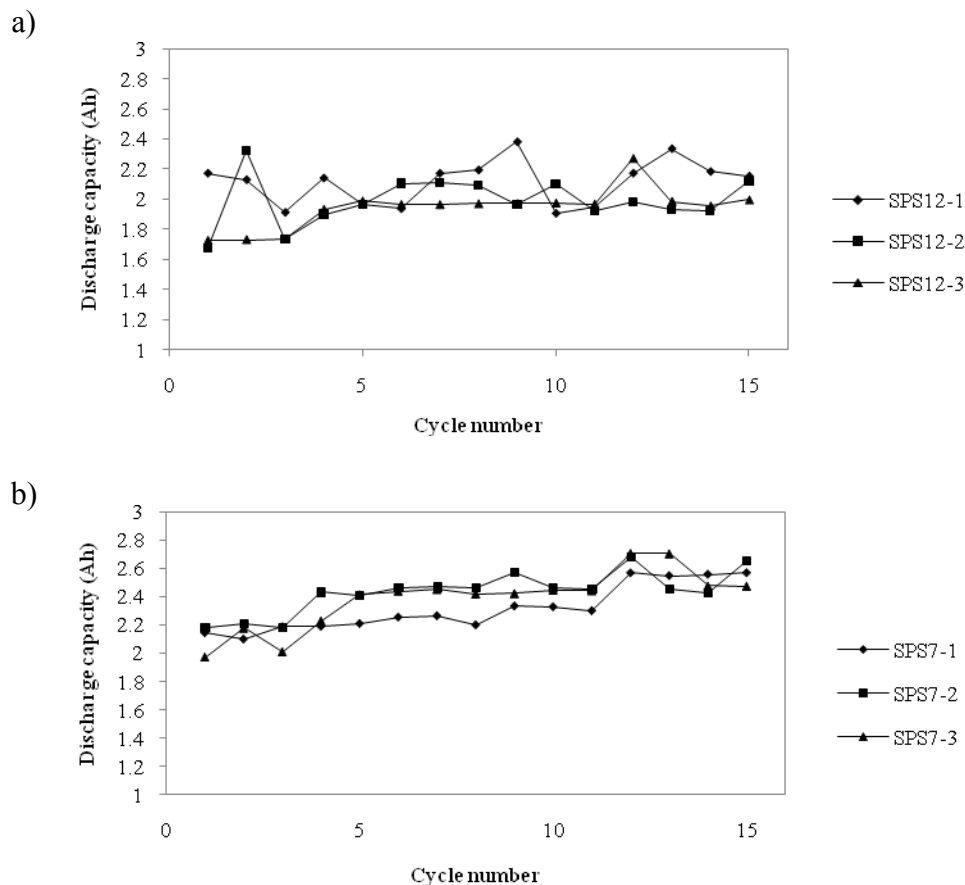 a)
3
2.8
2.6
2.4
2.2
2
1.8
1.6
1.4
1.2
1
Discharge capacity (Ah)
0
5
10
15
Cycle number
SPS12-1
SPS12-2
SPS12-3
b)
3
2.8
2.6
2.4
2.2
2
1.8
1.6
1.4
1.2
1
Discharge capacity (Ah)
0
5
10
15
Cycle number
SPS7-1
SPS7-2
SPS7-3